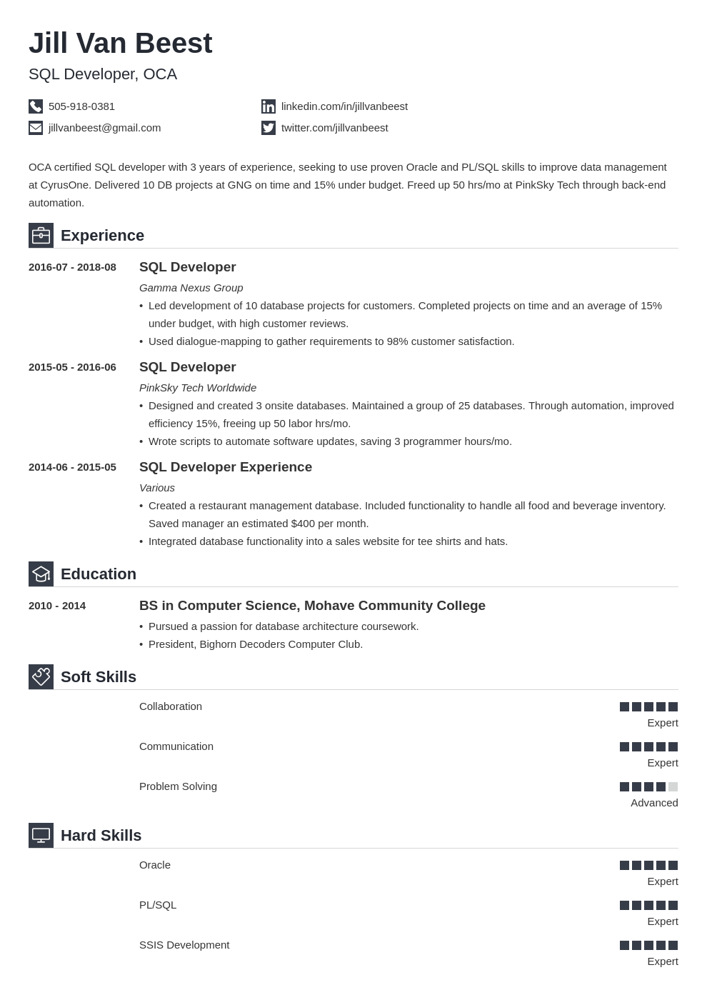 Jill Van Beest
SQL Developer, OCA
505-918-0381
linkedin.com/in/jillvanbeest
jillvanbeest@gmail.com
twitter.com/jillvanbeest
OCA certified SQL developer with 3 years of experience, seeking to use proven Oracle and PL/SQL skills to improve data management
at CyrusOne. Delivered 10 DB projects at GNG on time and 15% under budget. Freed up 50 hrs/mo at PinkSky Tech through back-end
automation.
Experience
2016-07 - 2018-08 SQL Developer
Gamma Nexus Group
• Led development of 10 database projects for customers. Completed projects on time and an average of 15%
under budget, with high customer reviews.
• Used dialogue-mapping to gather requirements to 98% customer satisfaction.
2015-05 - 2016-06 SQL Developer
PinkSky Tech Worldwide
• Designed and created 3 onsite databases. Maintained a group of 25 databases. Through automation, improved
efficiency 15%, freeing up 50 labor hrs/mo.
• Wrote scripts to automate software updates, saving 3 programmer hours/mo.
2014-06 - 2015-05 SQL Developer Experience
Various
• Created a restaurant management database. Included functionality to handle all food and beverage inventory.
Saved manager an estimated $400 per month.
• Integrated database functionality into a sales website for tee shirts and hats.
Education
2010 - 2014 BS in Computer Science, Mohave Community College
• Pursued a passion for database architecture coursework.
• President, Bighorn Decoders Computer Club.
Soft Skills
Collaboration
Expert
Communication
Expert
Problem Solving
Advanced
Hard Skills
Oracle
Expert
PL/SQL
Expert
SSIS Development
Expert